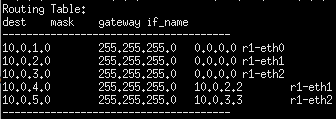 Routing Table:
dest mask gateway if_name
--------------------------------
10.0.1.0 255.255.255.0 0.0.0.0 r1-eth0
10.0.2.0 255.255.255.0 0.0.0.0 r1-eth1
10.0.3.0 255.255.255.0 0.0.0.0 r1-eth2
10.0.4.0 255.255.255.0 10.0.2.2 r1-eth1
10.0.5.0 255.255.255.0 10.0.3.3 r1-eth2
--------------------------------